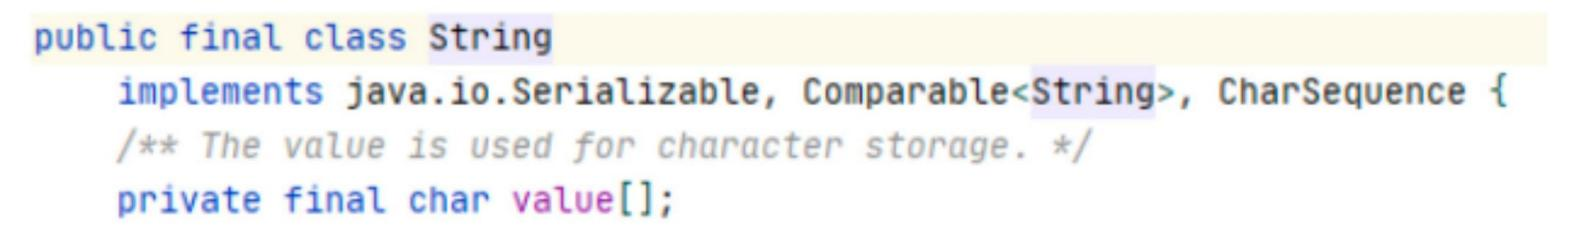 public final class String
implements java.io.Serializable, Comparable<String>, CharSequence {
/** The value is used for character storage. */
private final char value[];